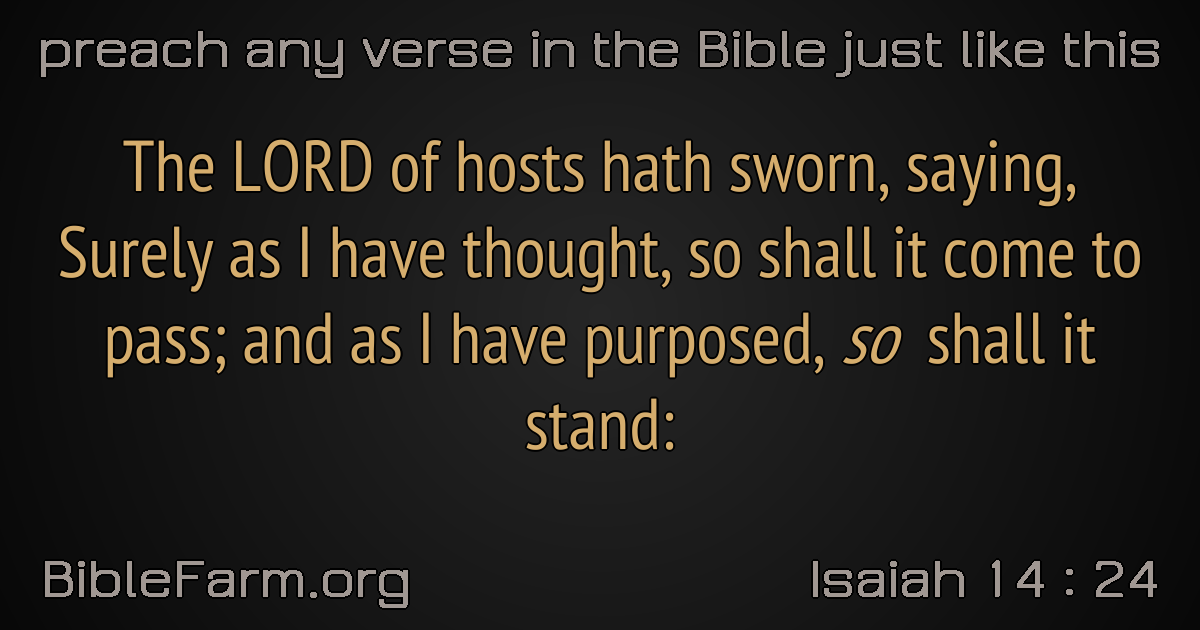 preach any verse in the Bible just like this
The LORD of hosts hath sworn, saying,
Surely as I have thought, so shall it come to
pass; and as I have purposed, so shall it
stand:
BibleFarm.org
Isaiah 14 : 24